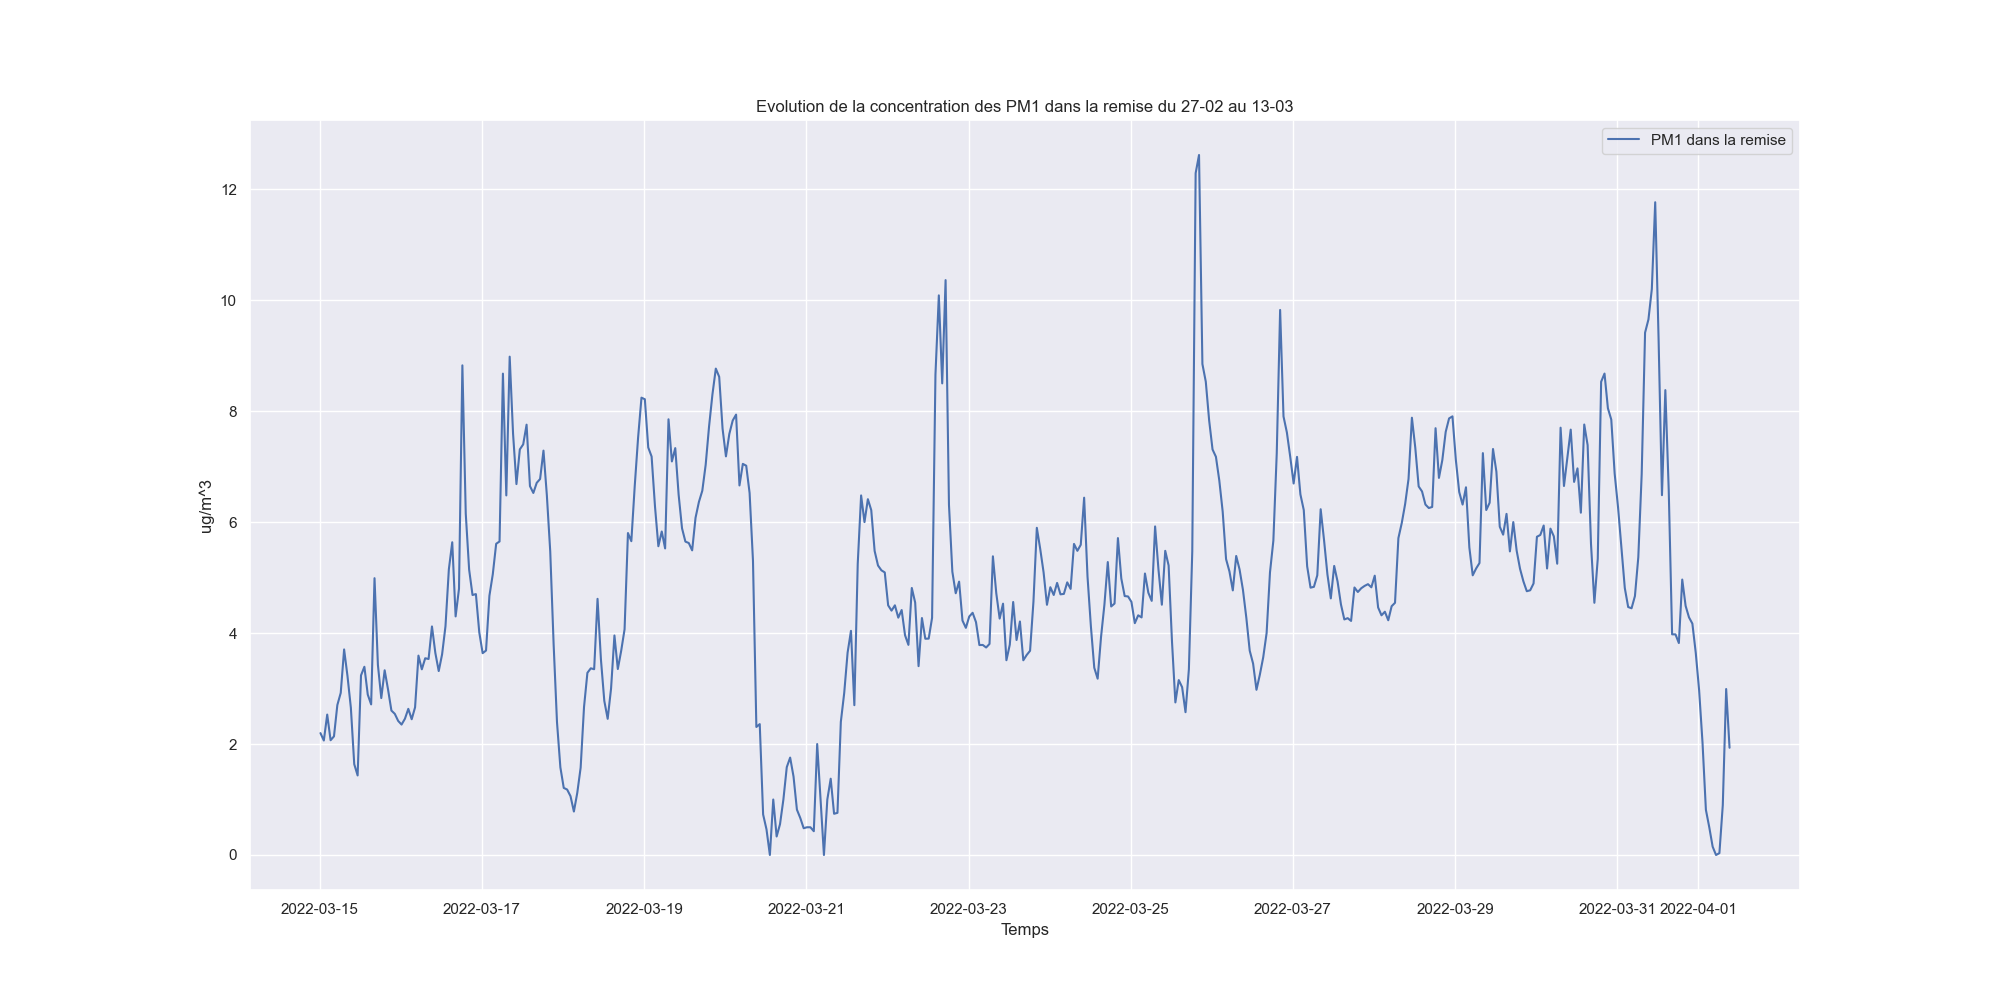 Evolution de la concentration des PM1 dans la remise du 27-02 au 13-03
PM1 dans la remise
ug/m^3
12
10
8
6
4
2
0
2022-03-15 2022-03-17 2022-03-19 2022-03-21 2022-03-23 2022-03-25 2022-03-27 2022-03-29 2022-03-31 2022-04-01
Temps